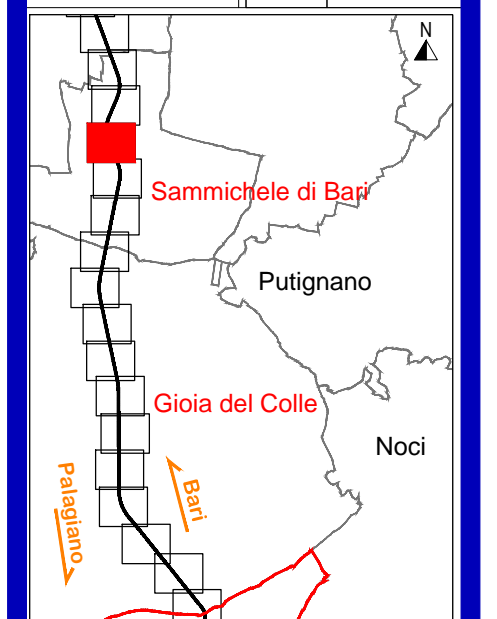 N
Sammichele di Bari
Putignano
Gioia del Colle
Noci
Palagiano
Bari